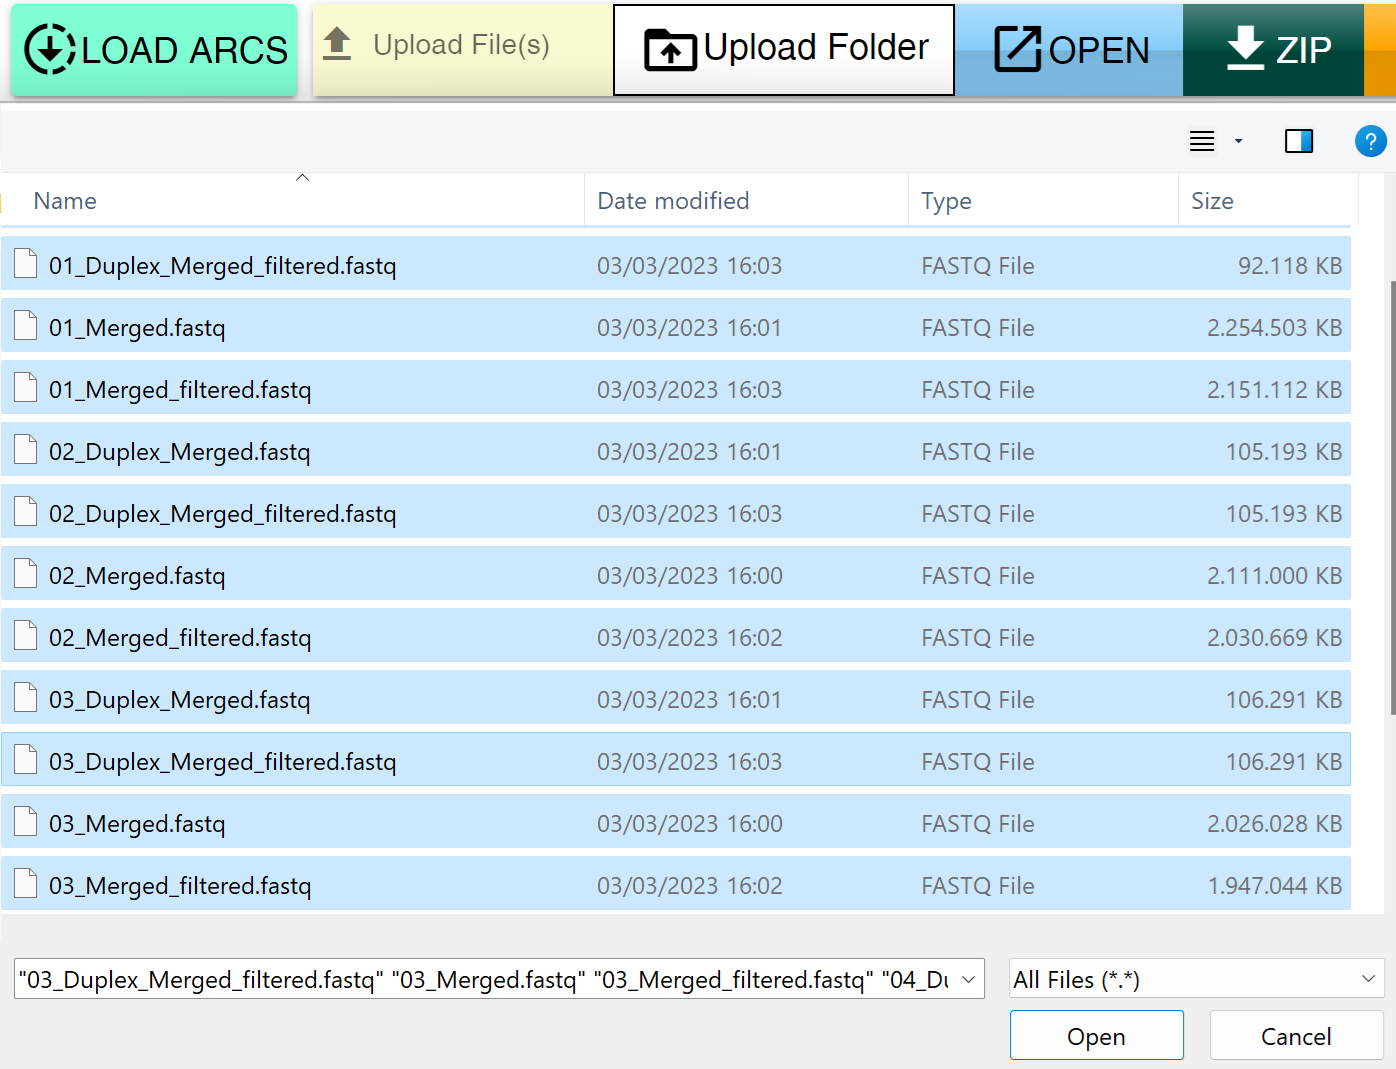 LOAD ARCS Upload File(s) Upload Folder OPEN ZIP
?
Name Date modified Type Size
01_Duplex_Merged_filtered.fastq 03/03/2023 16:03 FASTQ File 92.118 KB
01_Merged.fastq 03/03/2023 16:01 FASTQ File 2.254.503 KB
01_Merged_filtered.fastq 03/03/2023 16:03 FASTQ File 2.151.112 KB
02_Duplex_Merged.fastq 03/03/2023 16:01 FASTQ File 105.193 KB
02_Duplex_Merged_filtered.fastq 03/03/2023 16:03 FASTQ File 105.193 KB
02_Merged.fastq 03/03/2023 16:00 FASTQ File 2.111.000 KB
02_Merged_filtered.fastq 03/03/2023 16:02 FASTQ File 2.030.669 KB
03_Duplex_Merged.fastq 03/03/2023 16:01 FASTQ File 106.291 KB
03_Duplex_Merged_filtered.fastq 03/03/2023 16:03 FASTQ File 106.291 KB
03_Merged.fastq 03/03/2023 16:00 FASTQ File 2.026.028 KB
03_Merged_filtered.fastq 03/03/2023 16:02 FASTQ File 1.947.044 KB
"03_Duplex_Merged_filtered.fastq" "03_Merged.fastq" "03_Merged_filtered.fastq" "04_Du All Files (*.*)
Open Cancel